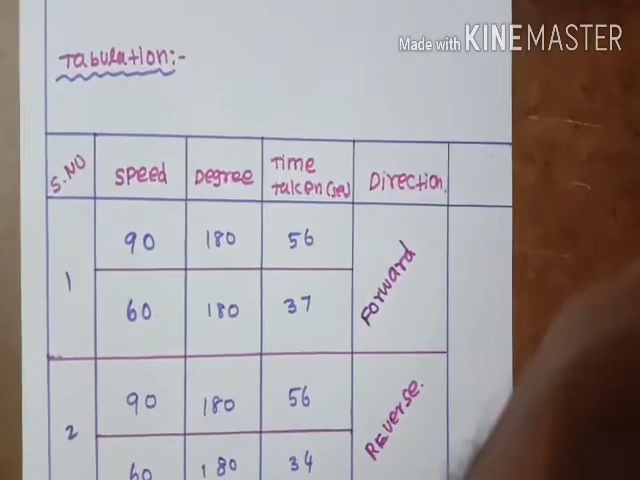 Made with KINEMASTER
Tabulation:-
S.NO Speed Degree Time taken(sec) Direction
1 90 180 56 Forward
60 180 37
2 90 180 56 Reverse.
60 180 34